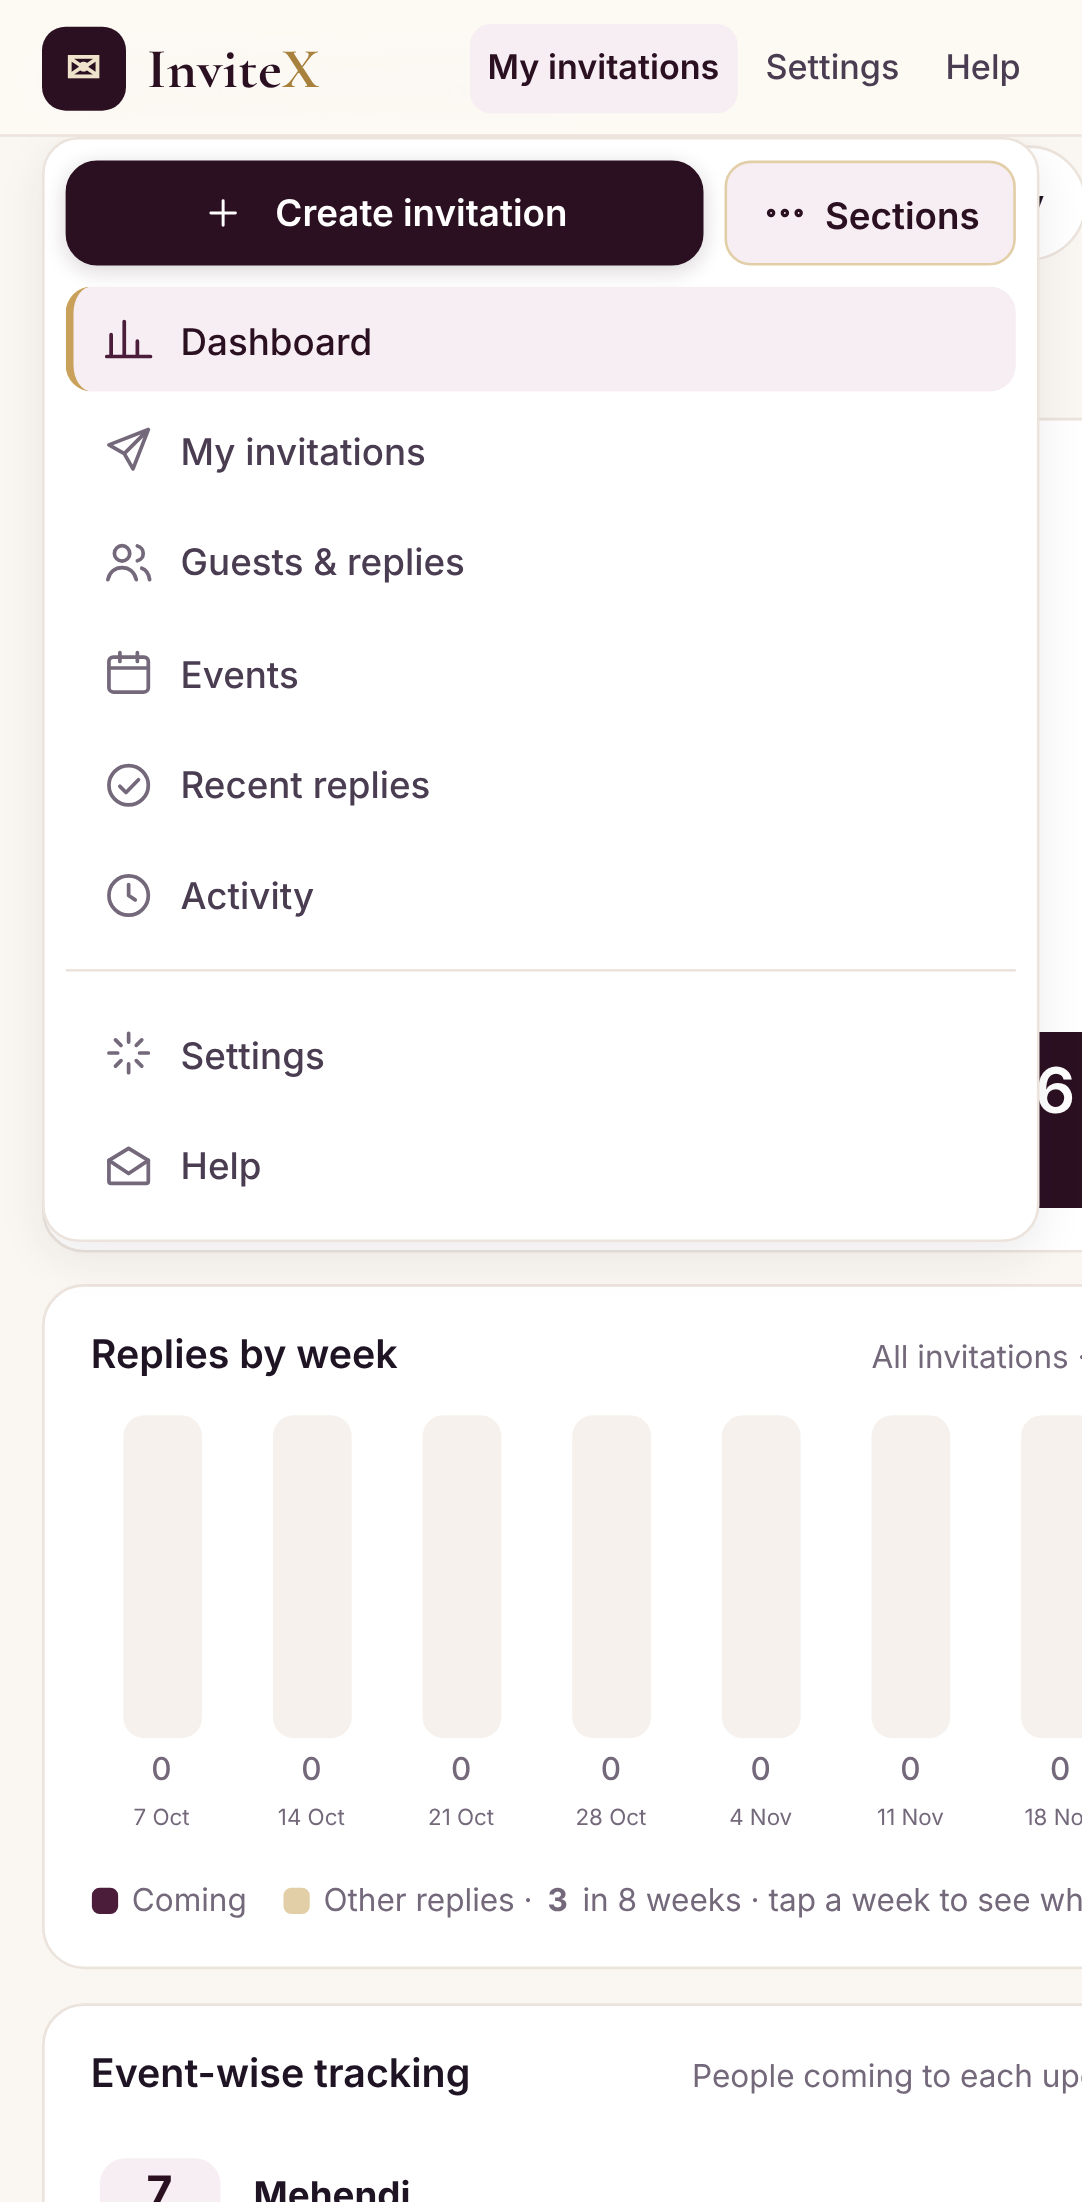 InviteX
My invitations
Settings
Help
Create invitation
Sections
Dashboard
My invitations
Guests & replies
Events
Recent replies
Activity
Settings
Help
6
Replies by week
All invitations ·
0 0 0 0 0 0 0
7 Oct 14 Oct 21 Oct 28 Oct 4 Nov 11 Nov 18 No
Coming
Other replies · 3 in 8 weeks · tap a week to see wh
Event-wise tracking
People coming to each up
7
Mehendi